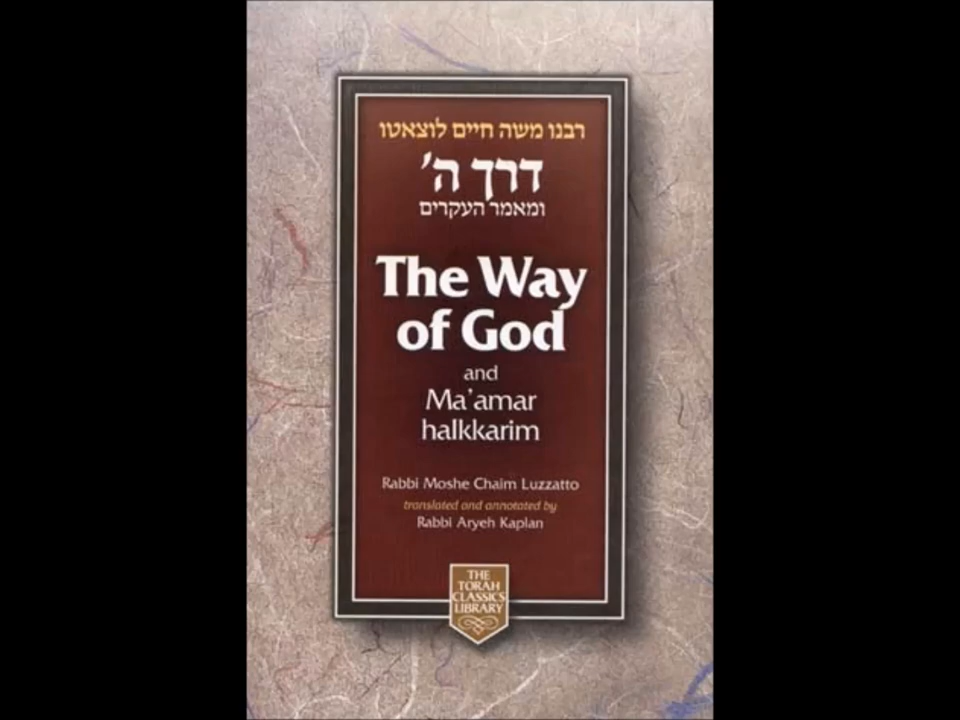 רבנו משה חיים לוצאטו
דרך ה'
ומאמר העקרים
The Way
of God
and
Ma'amar
halkkarim
Rabbi Moshe Chaim Luzzatto
translated and annotated by
Rabbi Aryeh Kaplan
THE
TORAH
CLASSICS
LIBRARY